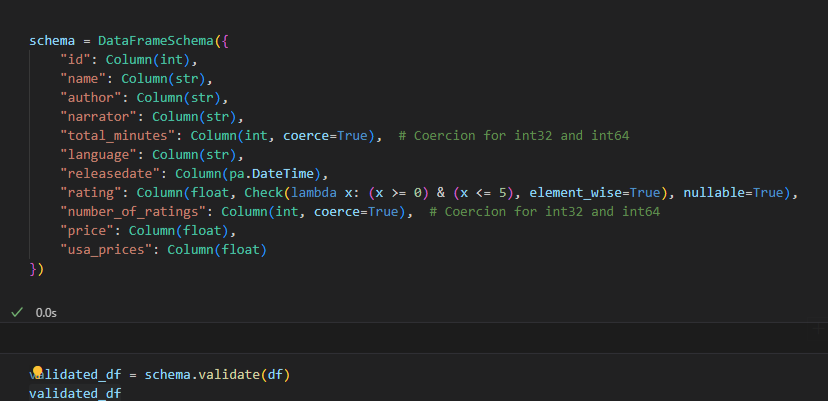 schema = DataFrameSchema({
    "id": Column(int),
    "name": Column(str),
    "author": Column(str),
    "narrator": Column(str),
    "total_minutes": Column(int, coerce=True),  # Coercion for int32 and int64
    "language": Column(str),
    "releasedate": Column(pa.DateTime),
    "rating": Column(float, Check(lambda x: (x >= 0) & (x <= 5), element_wise=True), nullable=True),
    "number_of_ratings": Column(int, coerce=True),  # Coercion for int32 and int64
    "price": Column(float),
    "usa_prices": Column(float)
})
0.0s
validated_df = schema.validate(df)
validated_df